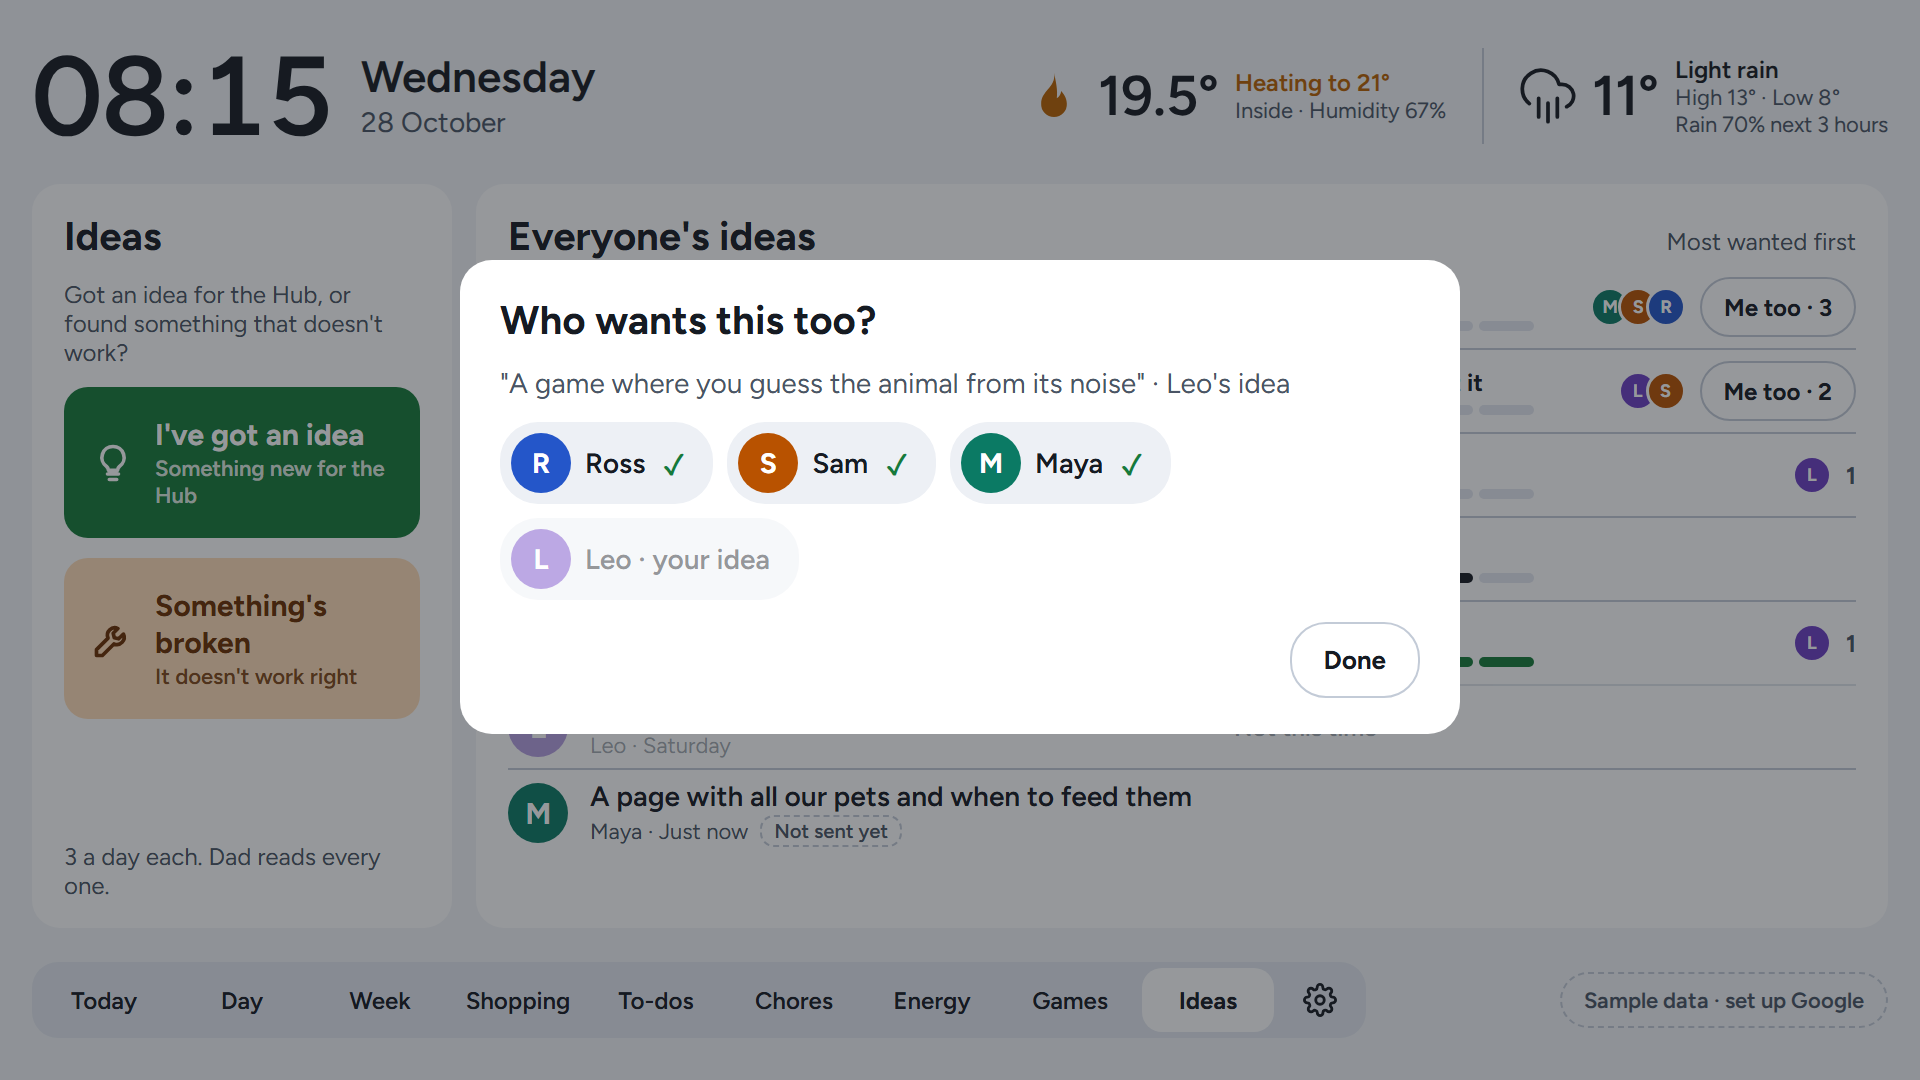 08:15
Wednesday
28 October
19.5°
Heating to 21°
Inside · Humidity 67%
11°
Light rain
High 13° · Low 8°
Rain 70% next 3 hours
Ideas
Got an idea for the Hub, or
found something that doesn't
work?
I've got an idea
Something new for the
Hub
Something's
broken
It doesn't work right
3 a day each. Dad reads every
one.
Everyone's ideas
Most wanted first
M S R Me too · 3
it
L S Me too · 2
L 1
L 1
Who wants this too?
"A game where you guess the animal from its noise" · Leo's idea
R Ross ✓
S Sam ✓
M Maya ✓
L Leo · your idea
Done
Leo · Saturday
M
A page with all our pets and when to feed them
Maya · Just now Not sent yet
Today Day Week Shopping To-dos Chores Energy Games Ideas
Sample data · set up Google